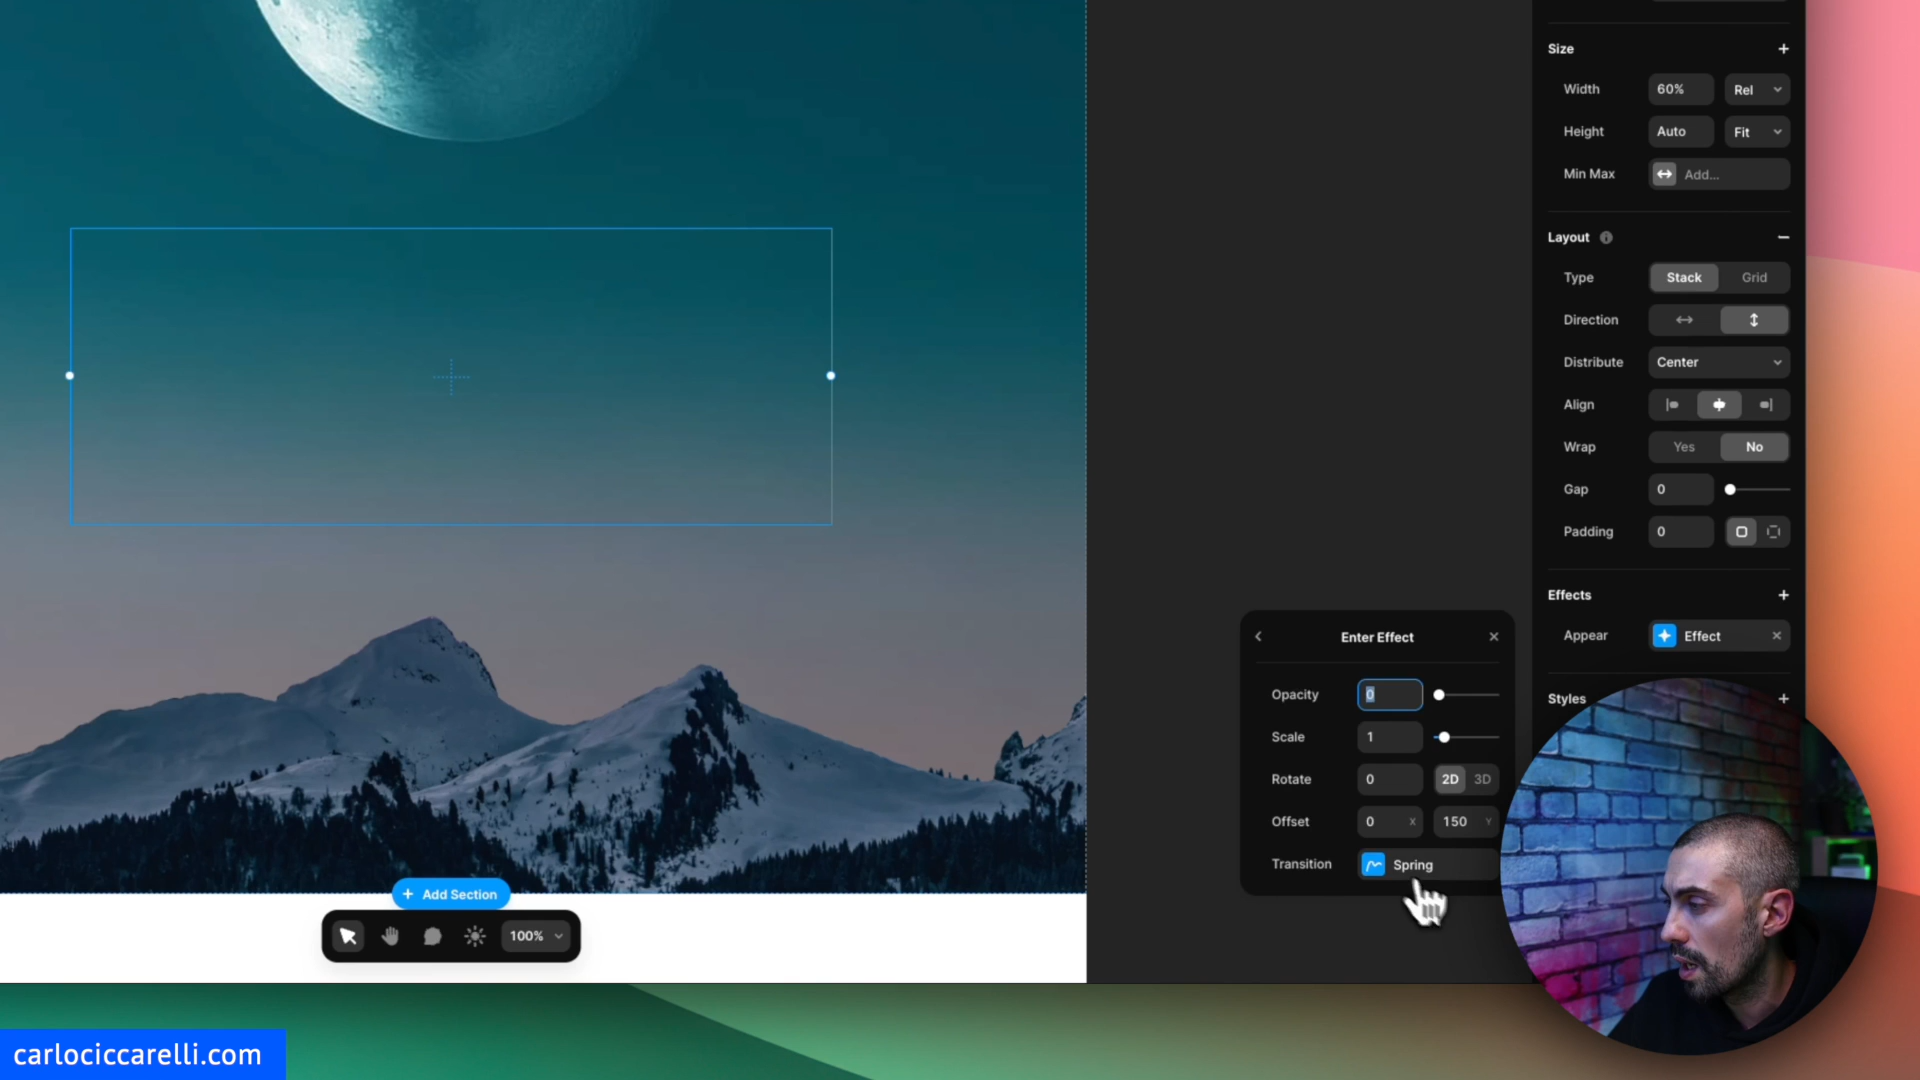 Size
Width 60% Rel
Height Auto Fit
Min Max Add...
Layout
Type Stack Grid
Direction
Distribute Center
Align
Wrap Yes No
Gap 0
Padding 0
Effects
Appear Effect
Styles
Enter Effect
Opacity 0
Scale 1
Rotate 0 2D 3D
Offset 0 X 150 Y
Transition Spring
+ Add Section
100%
carlociccarelli.com